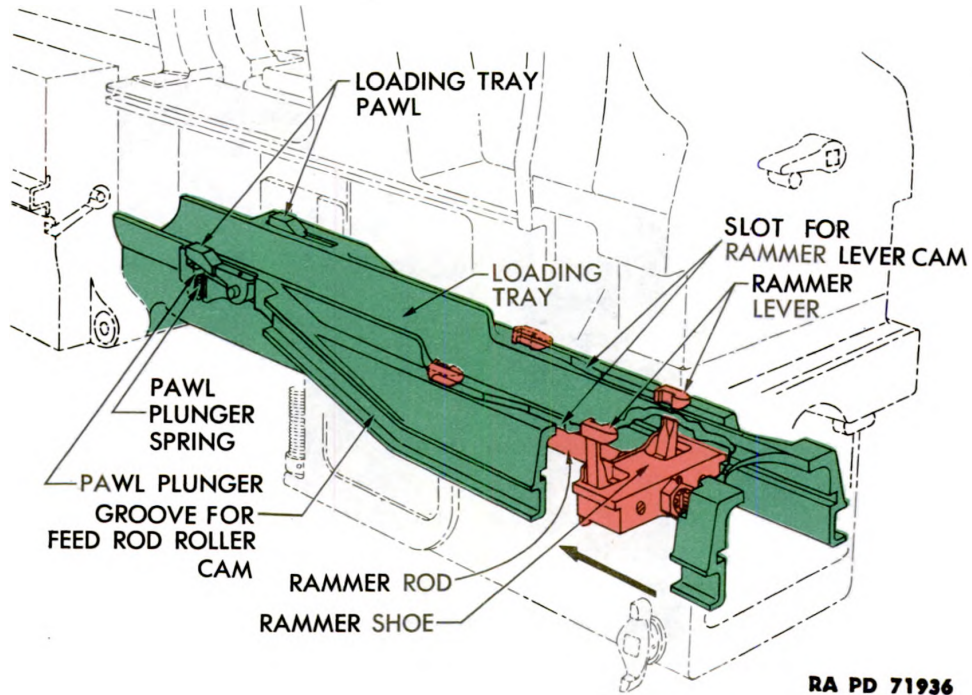 LOADING TRAY
PAWL
SLOT FOR
RAMMER LEVER CAM
RAMMER
LEVER
LOADING
TRAY
PAWL
PLUNGER
SPRING
PAWL PLUNGER
GROOVE FOR
FEED ROD ROLLER
CAM
RAMMER ROD
RAMMER SHOE
RA PD 71936